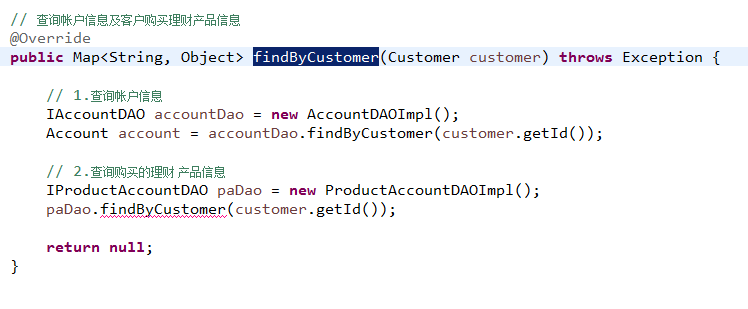 // 查询帐户信息及客户购买理财产品信息
@Override
public Map<String, Object> findByCustomer(Customer customer) throws Exception {
// 1.查询帐户信息
IAccountDAO accountDao = new AccountDAOImpl();
Account account = accountDao.findByCustomer(customer.getId());
// 2.查询购买的理财 产品信息
IProductAccountDAO paDao = new ProductAccountDAOImpl();
paDao.findByCustomer(customer.getId());
return null;
}